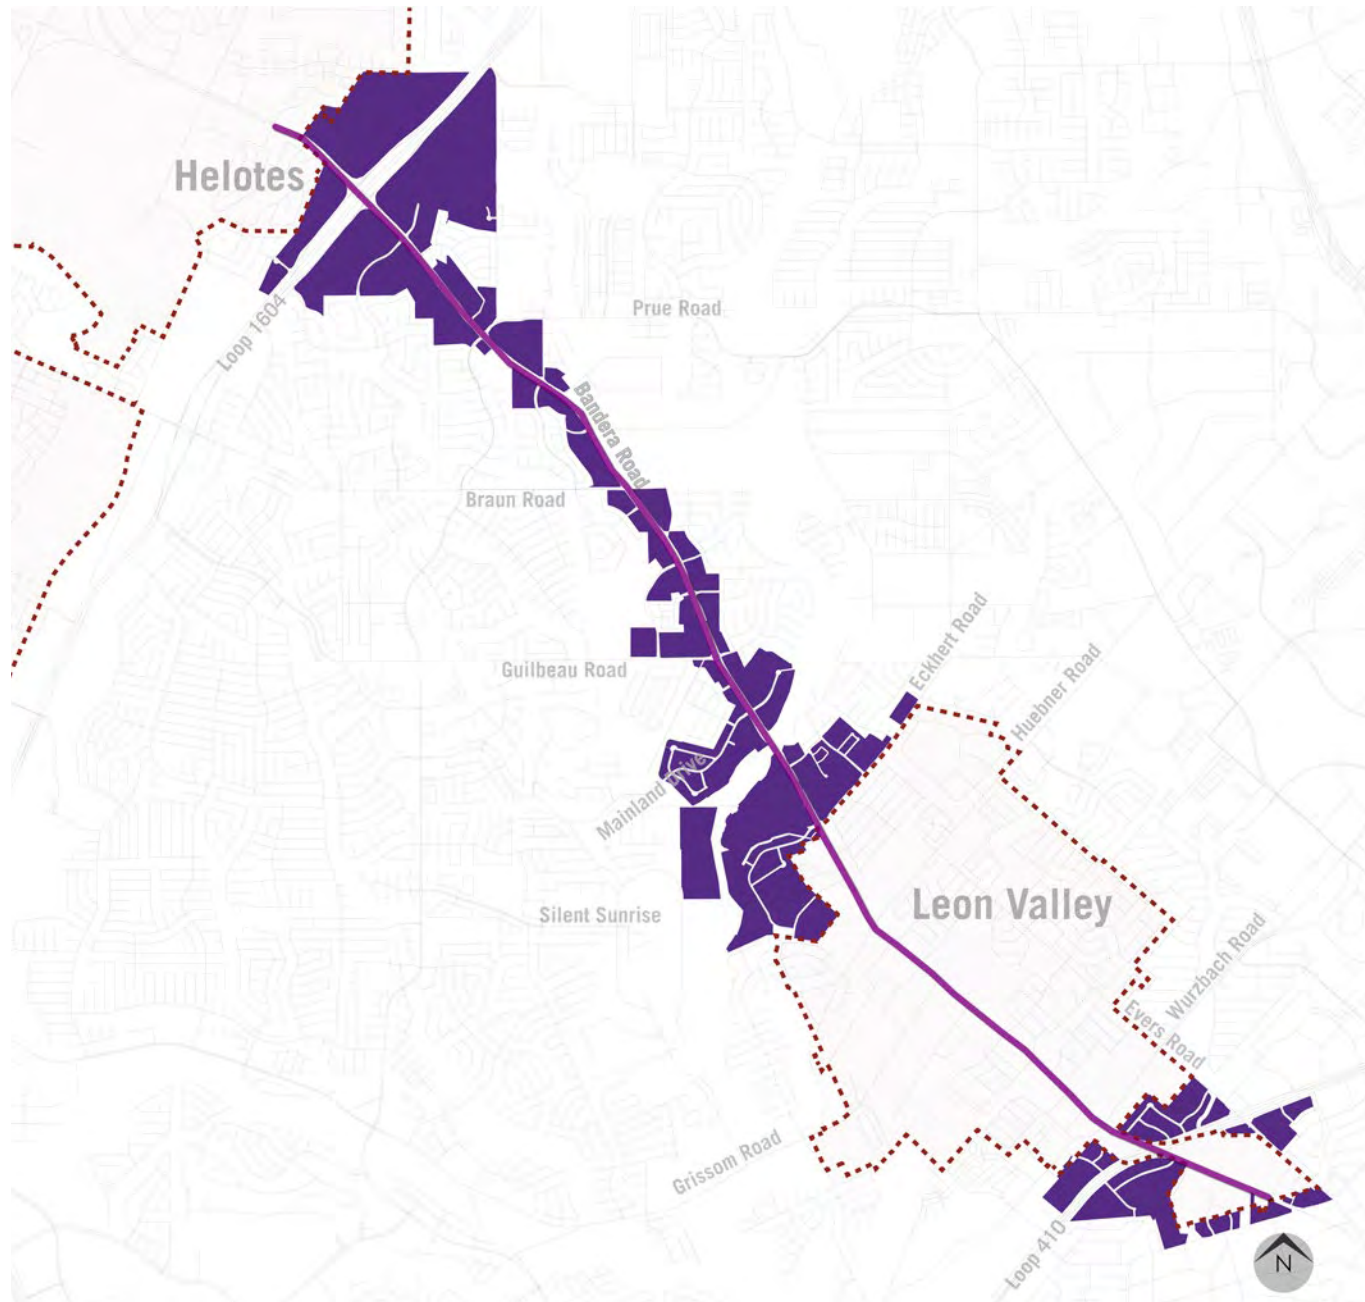 Helotes
Loop 1604
Prue Road
Bandera Road
Braun Road
Guilbeau Road
Eckhert Road
Huebner Road
Mainland Drive
Silent Sunrise
Leon Valley
Wurzbach Road
Evers Road
Grissom Road
Loop 410
N